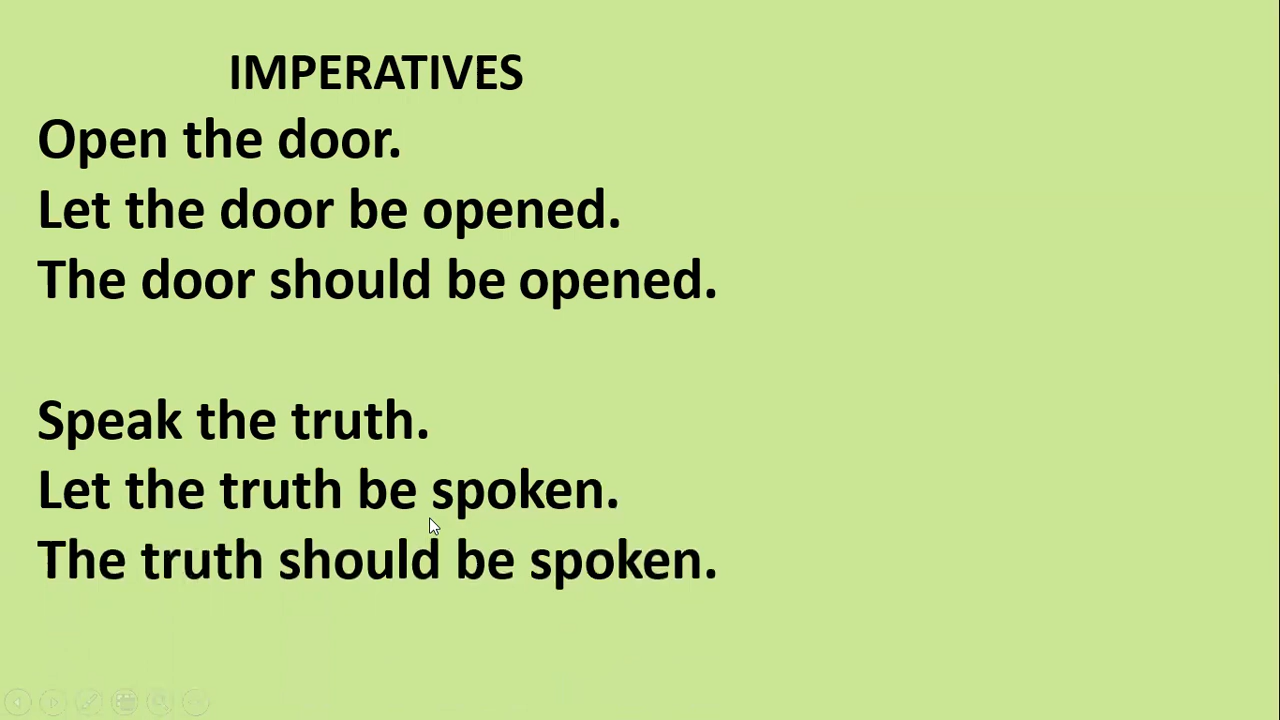 IMPERATIVES
Open the door.
Let the door be opened.
The door should be opened.
Speak the truth.
Let the truth be spoken.
The truth should be spoken.